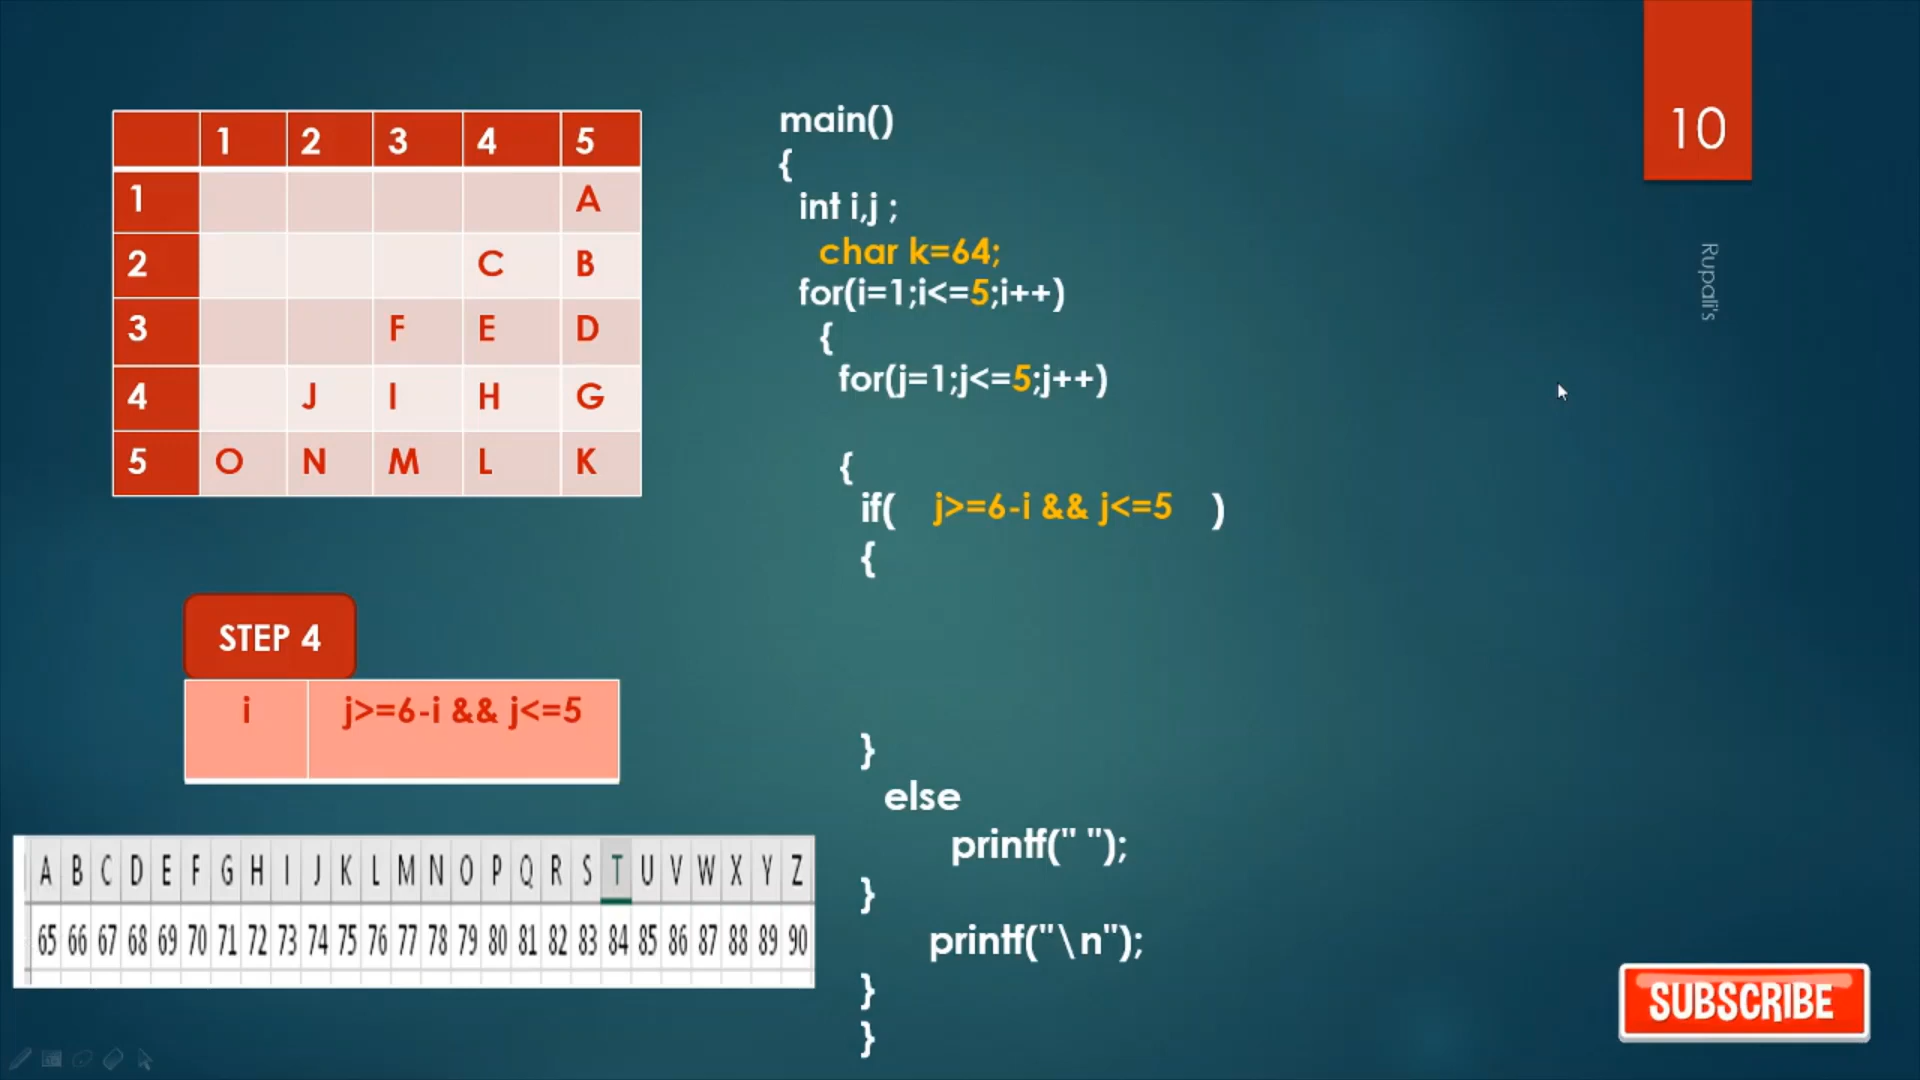 1 2 3 4 5
1 A
2 C B
3 F E D
4 J I H G
5 O N M L K
STEP 4
i j>=6-i && j<=5
A B C D E F G H I J K L M N O P Q R S T U V W X Y Z
65 66 67 68 69 70 71 72 73 74 75 76 77 78 79 80 81 82 83 84 85 86 87 88 89 90
main()
{
int i,j ;
char k=64;
for(i=1;i<=5;i++)
{
for(j=1;j<=5;j++)
{
if( j>=6-i && j<=5 )
{
}
else
printf(" ");
}
printf("\n");
}
}
10
Rupali's
SUBSCRIBE